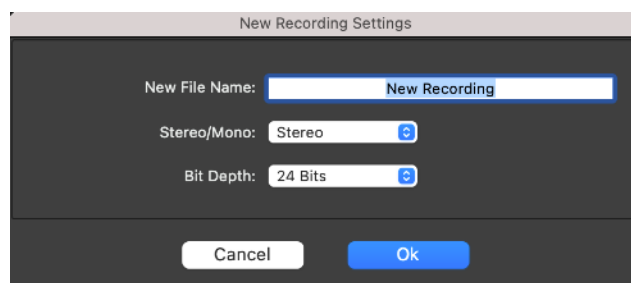 New Recording Settings
New File Name: New Recording
Stereo/Mono: Stereo
Bit Depth: 24 Bits
Cancel Ok